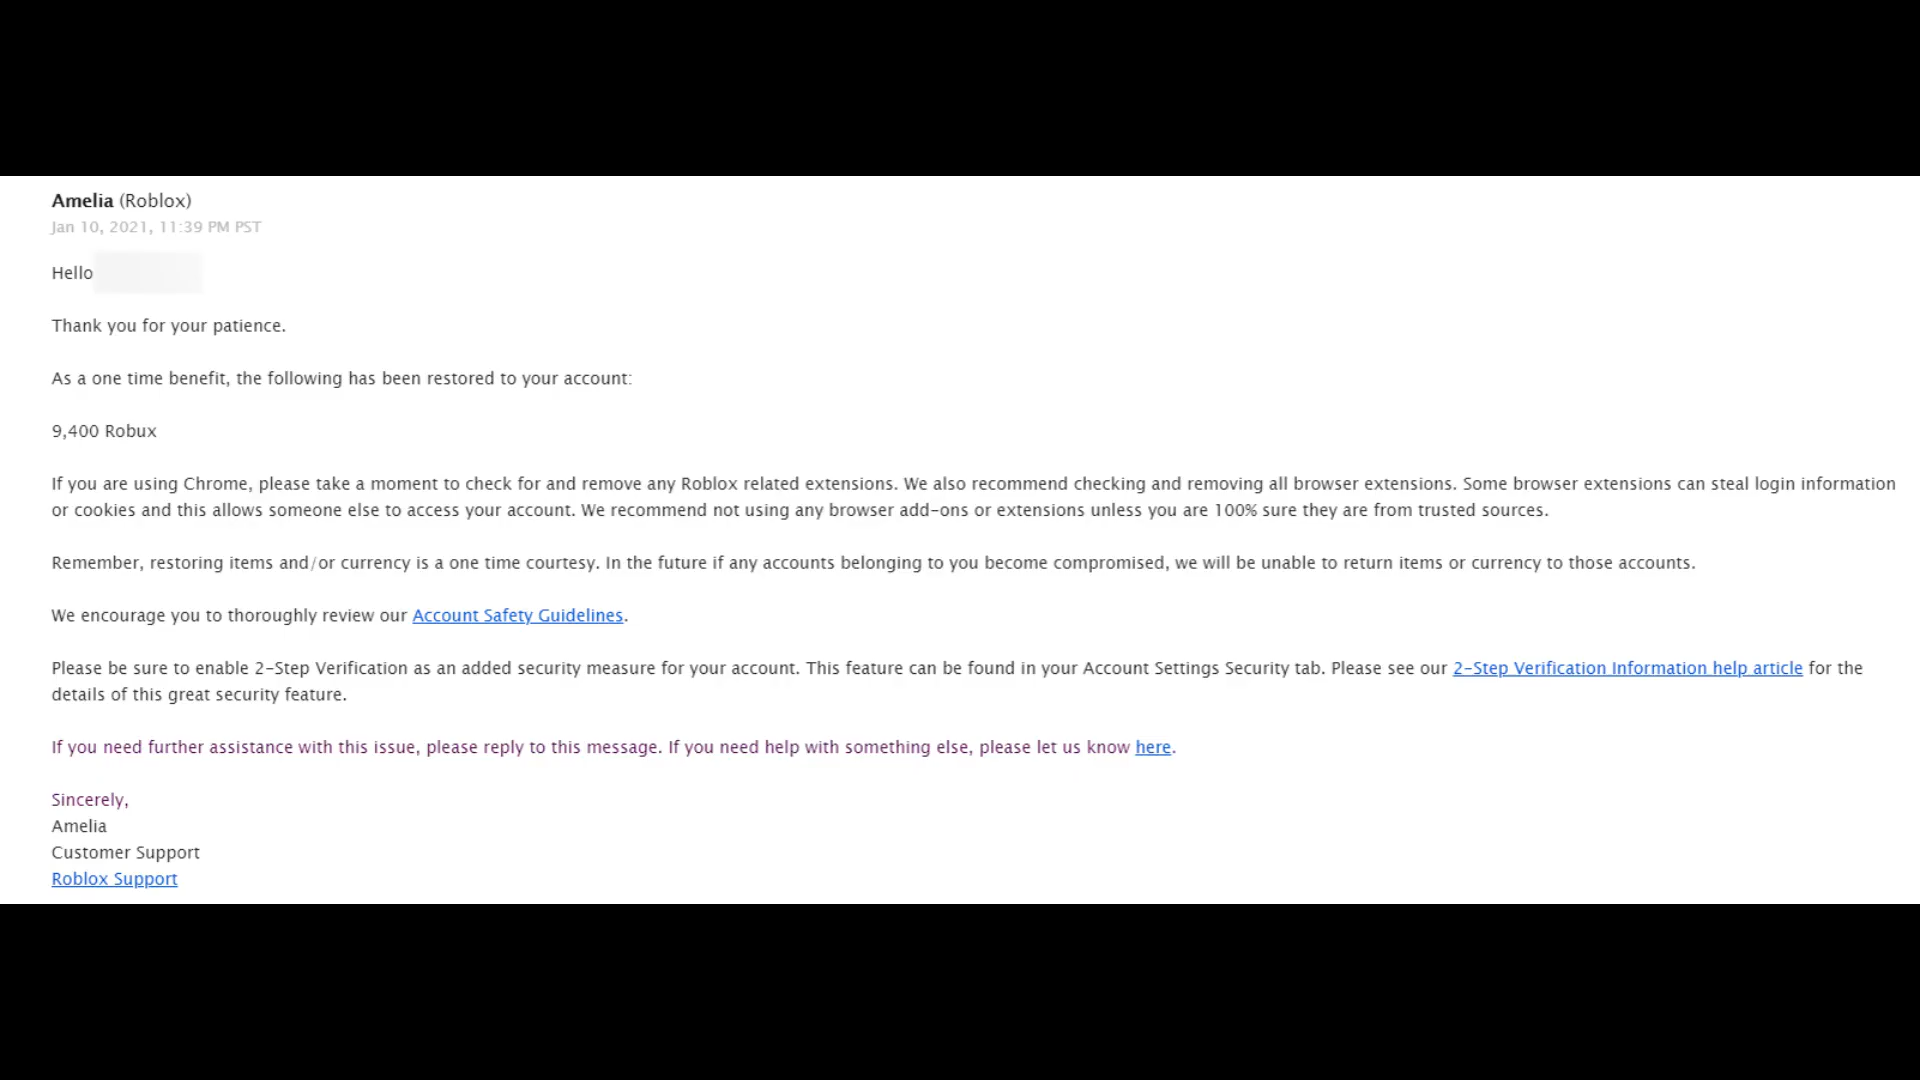 Amelia (Roblox)
Jan 10, 2021, 11:39 PM PST
Hello
Thank you for your patience.
As a one time benefit, the following has been restored to your account:
9,400 Robux
If you are using Chrome, please take a moment to check for and remove any Roblox related extensions. We also recommend checking and removing all browser extensions. Some browser extensions can steal login information
or cookies and this allows someone else to access your account. We recommend not using any browser add-ons or extensions unless you are 100% sure they are from trusted sources.
Remember, restoring items and/or currency is a one time courtesy. In the future if any accounts belonging to you become compromised, we will be unable to return items or currency to those accounts.
We encourage you to thoroughly review our Account Safety Guidelines.
Please be sure to enable 2-Step Verification as an added security measure for your account. This feature can be found in your Account Settings Security tab. Please see our 2-Step Verification Information help article for the
details of this great security feature.
If you need further assistance with this issue, please reply to this message. If you need help with something else, please let us know here.
Sincerely,
Amelia
Customer Support
Roblox Support